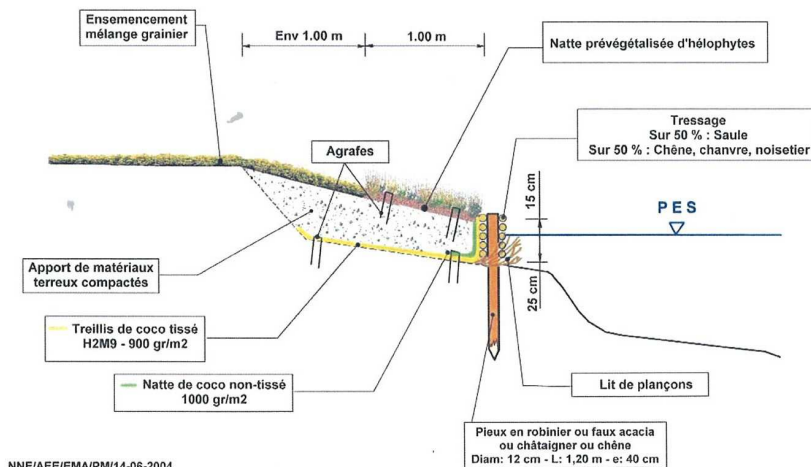 Ensemencement
mélange grainier
Env 1.00 m
1.00 m
Natte prévégétalisée d'hélophytes
Tressage
Sur 50 % : Saule
Sur 50 % : Chêne, chanvre, noisetier
Agrafes
15 cm
PES
25 cm
Apport de matériaux
terreux compactés
Treillis de coco tissé
H2M9 - 900 gr/m2
Natte de coco non-tissé
1000 gr/m2
Lit de plançons
Pieux en robinier ou faux acacia
ou châtaigner ou chêne
Diam: 12 cm - L: 1,20 m - e: 40 cm
NNE/AEE/EMA/PM/14-06-2004